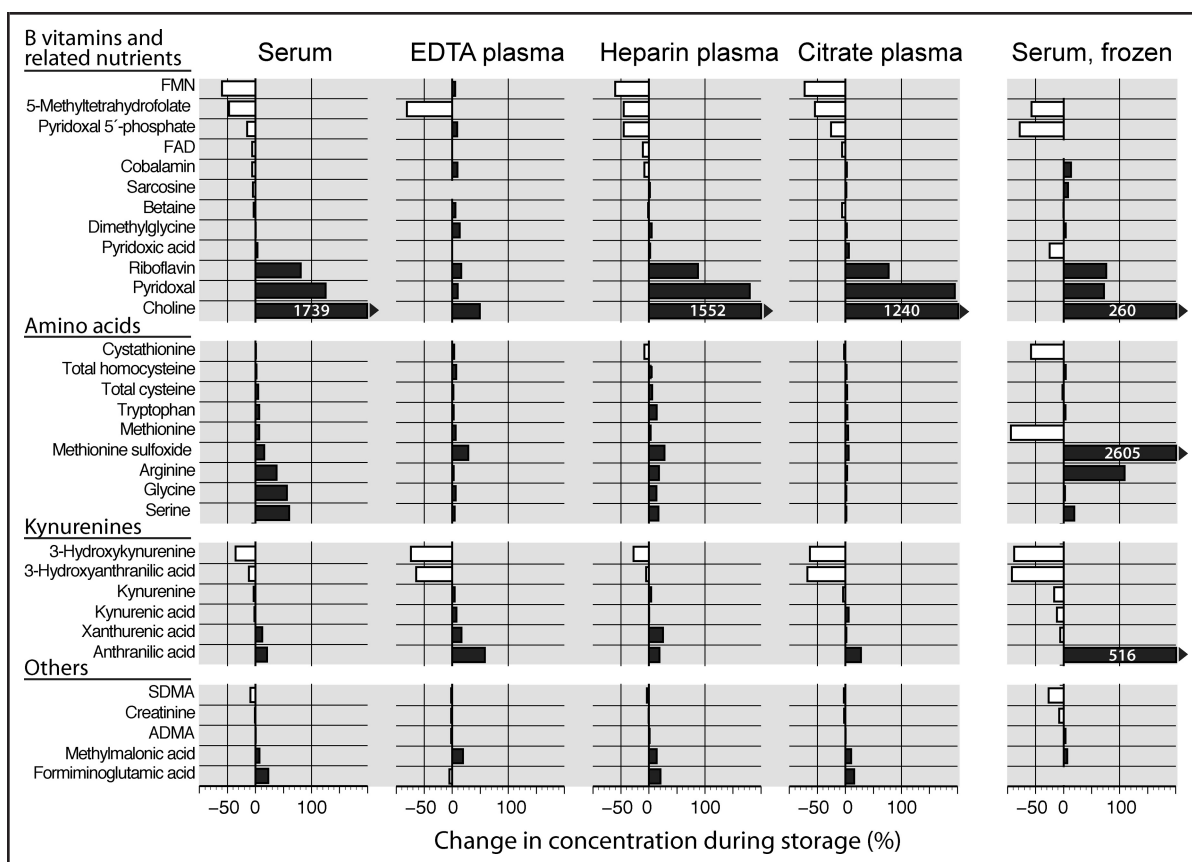 B vitamins and
related nutrients
Serum EDTA plasma Heparin plasma Citrate plasma Serum, frozen
FMN
5-Methyltetrahydrofolate
Pyridoxal 5´-phosphate
FAD
Cobalamin
Sarcosine
Betaine
Dimethylglycine
Pyridoxic acid
Riboflavin
Pyridoxal
Choline 1739 1552 1240 260
Amino acids
Cystathionine
Total homocysteine
Total cysteine
Tryptophan
Methionine
Methionine sulfoxide 2605
Arginine
Glycine
Serine
Kynurenines
3-Hydroxykynurenine
3-Hydroxyanthranilic acid
Kynurenine
Kynurenic acid
Xanthurenic acid
Anthranilic acid 516
Others
SDMA
Creatinine
ADMA
Methylmalonic acid
Formiminoglutamic acid
−50 0 100 −50 0 100 −50 0 100 −50 0 100 −50 0 100
Change in concentration during storage (%)